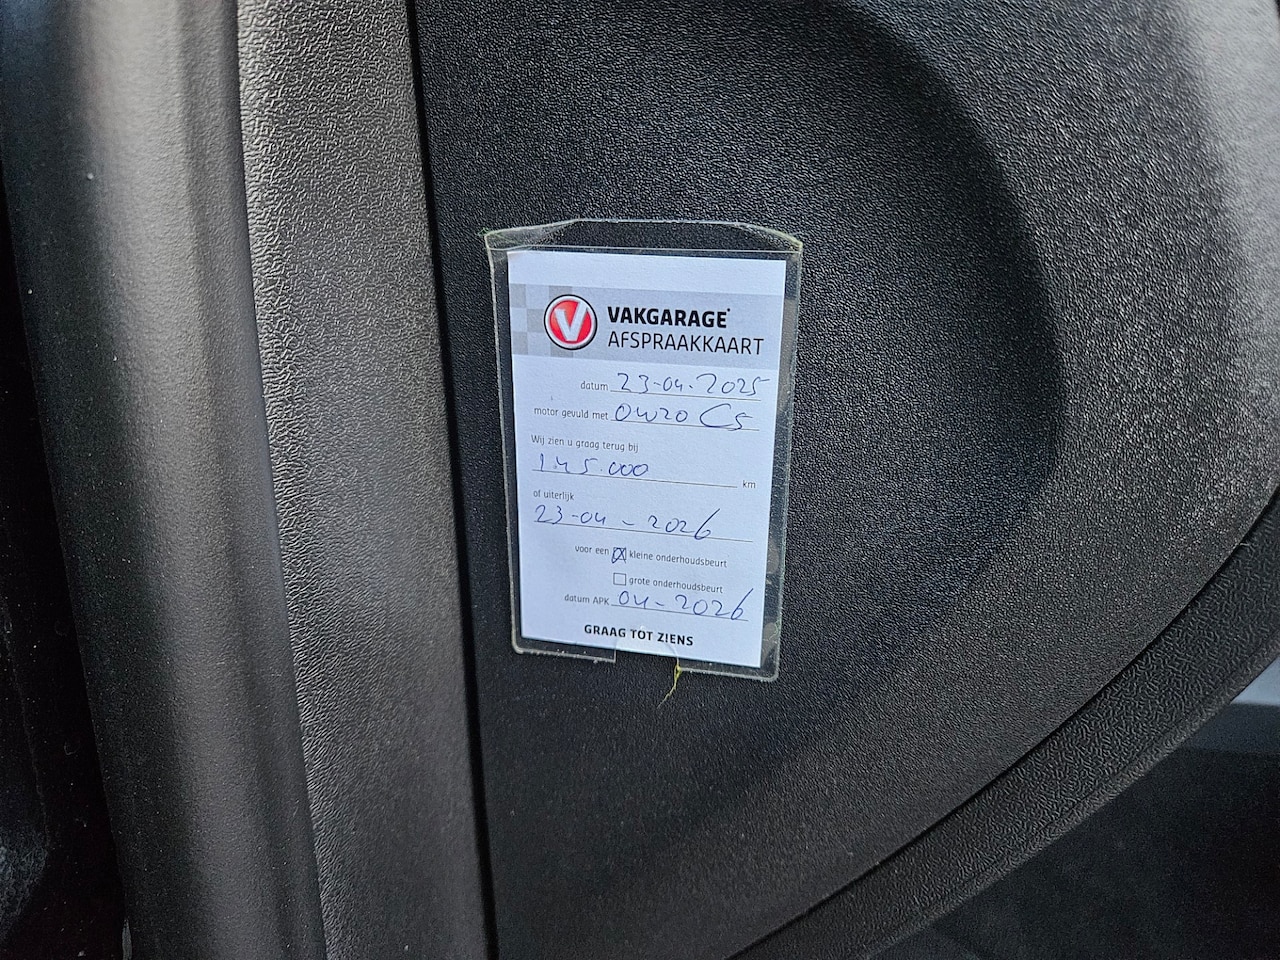 VAKGARAGE
AFSPRAAKKAART
datum 23-04-2025
motor gevuld met 0W20 C5
Wij zien u graag terug bij
145.000 km
of uiterlijk
23-04-2026
voor een kleine onderhoudsbeurt
grote onderhoudsbeurt
datum APK 04-2026
GRAAG TOT ZIENS